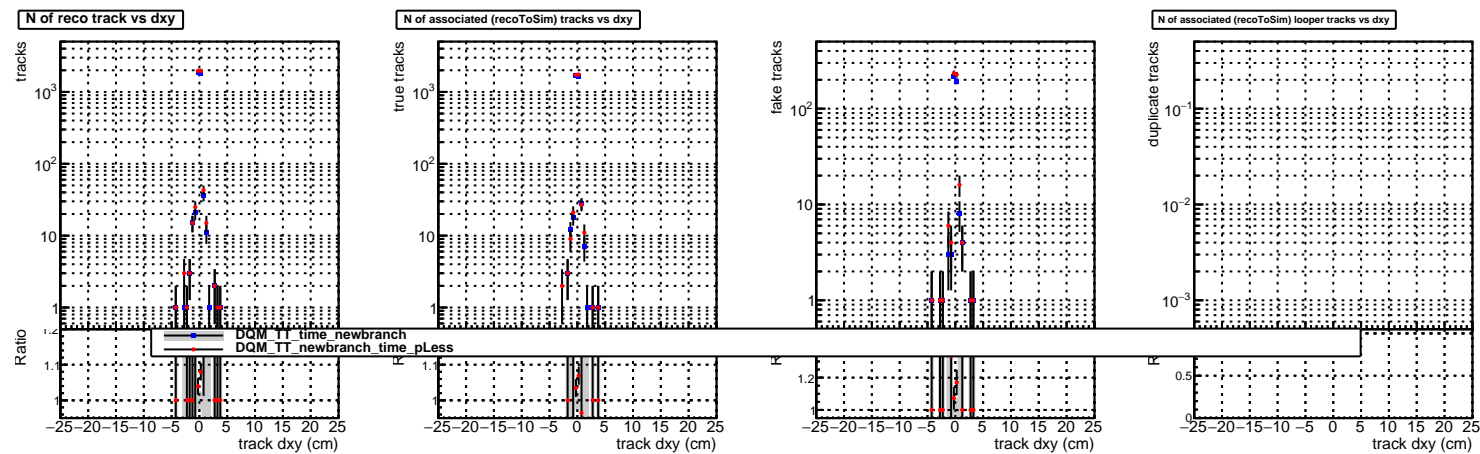 N of reco track vs dxy
N of associated (recoToSim) tracks vs dxy
N of associated (recoToSim) looper tracks vs dxy
tracks
10³
10²
10
1
true tracks
10³
10²
10
1
fake tracks
10²
10
1
duplicate tracks
10⁻¹
10⁻²
10⁻³
DQM_TT_time_newbranch
DQM_TT_newbranch_time_pLess
Ratio
1.2
1.1
1
1.1
1
1.2
1
0.5
0
−25−20−15−10 −5 0 5 10 15 20 25
track dxy (cm)
−25−20−15−10 −5 0 5 10 15 20 25
track dxy (cm)
−25−20−15−10 −5 0 5 10 15 20 25
track dxy (cm)
−25−20−15−10 −5 0 5 10 15 20 25
track dxy (cm)